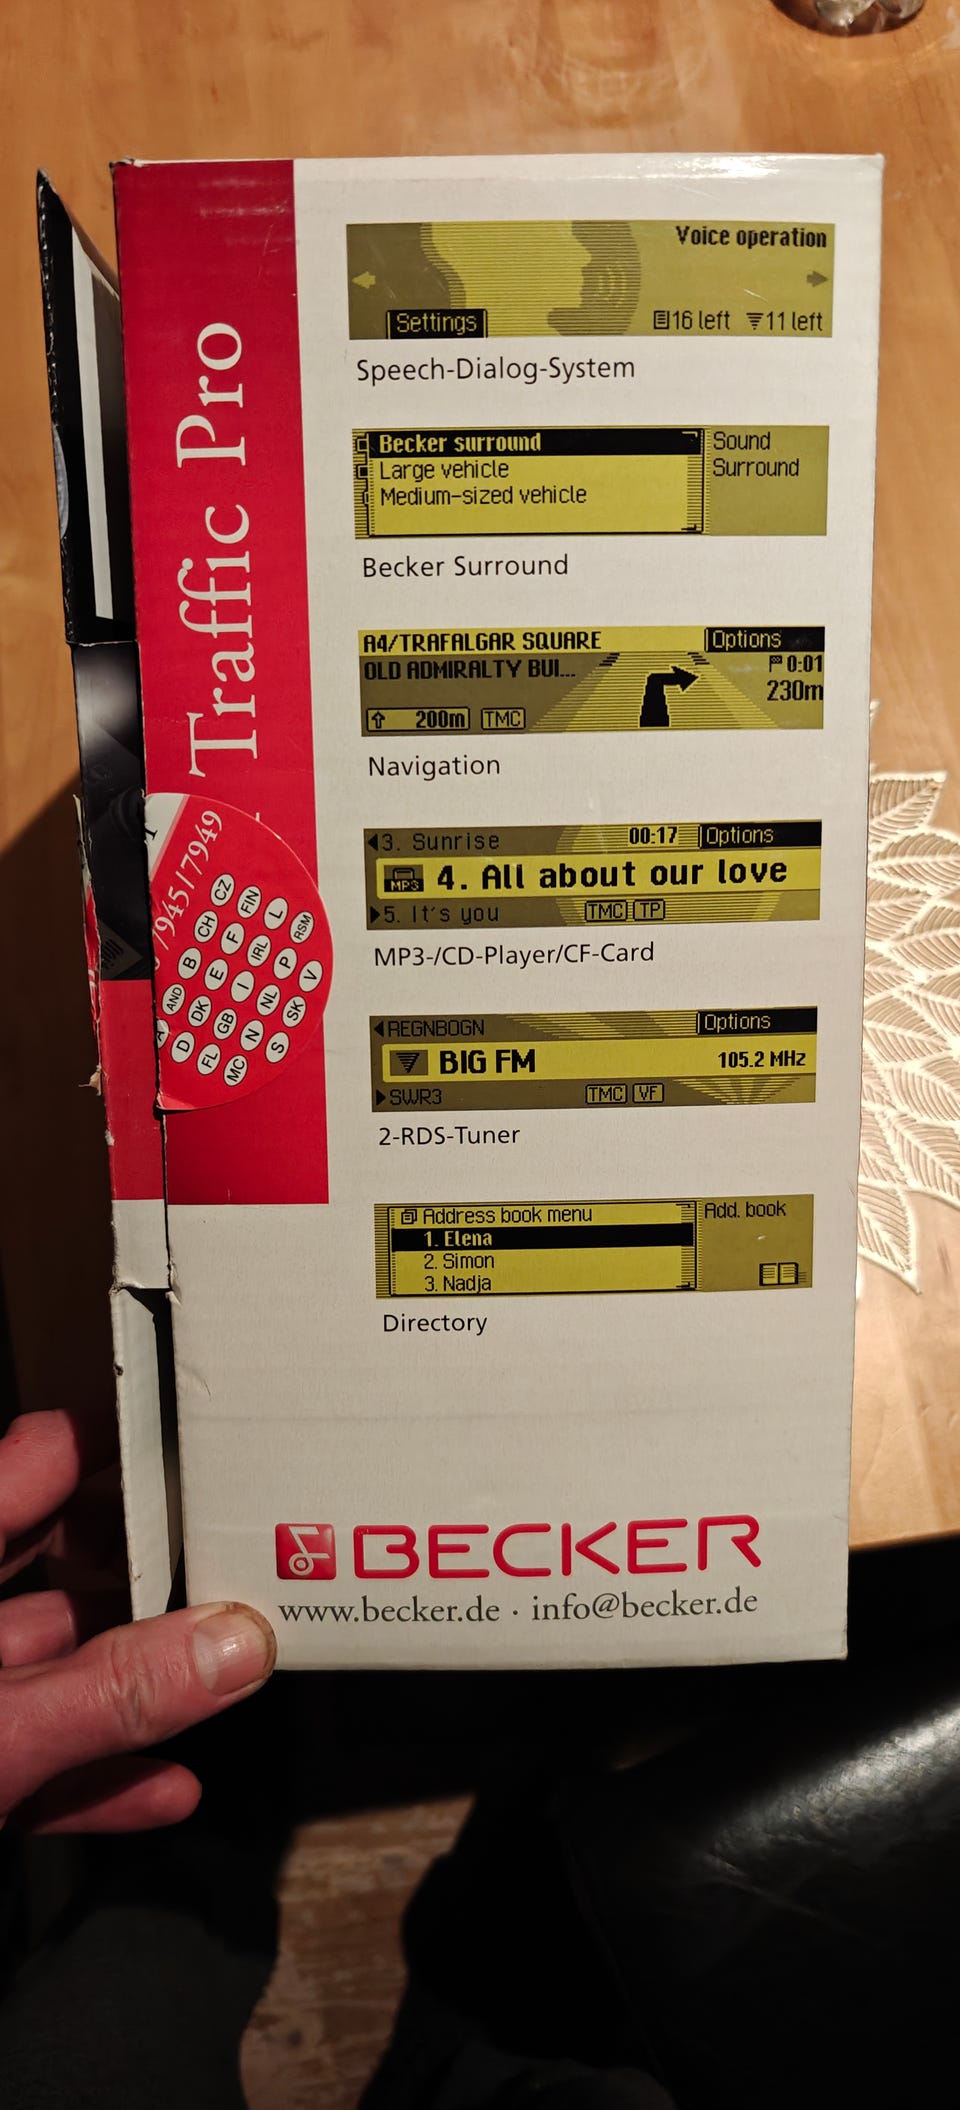 Traffic Pro
Voice operation
Settings
16 left
11 left
Speech-Dialog-System
Becker surround
Large vehicle
Medium-sized vehicle
Sound
Surround
Becker Surround
A4/TRAFALGAR SQUARE
Options
OLD ADMIRALTY BUI...
0:01
230m
200m
TMC
Navigation
3. Sunrise
00:17
Options
MP3
4. All about our love
5. It's you
TMC
TP
MP3-/CD-Player/CF-Card
REGNBOGN
Options
BIG FM
105.2 MHz
SWR3
TMC
VF
2-RDS-Tuner
Address book menu
Add. book
1. Elena
2. Simon
3. Nadja
Directory
/7945/7949
A AND B CH CZ
D DK E F FIN
FL GB I IRL L
MC N NL P RSM
S SK V
BECKER
www.becker.de · info@becker.de